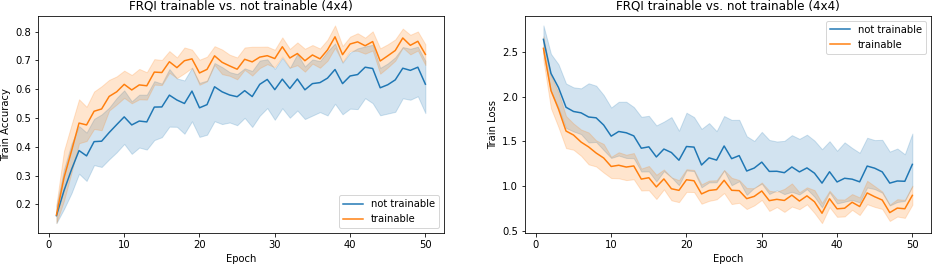 FRQI trainable vs. not trainable (4x4)
Train Accuracy
0.8
0.7
0.6
0.5
0.4
0.3
0.2
0
10
20
30
40
50
Epoch
not trainable
trainable
FRQI trainable vs. not trainable (4x4)
Train Loss
2.5
2.0
1.5
1.0
0.5
0
10
20
30
40
50
Epoch
not trainable
trainable